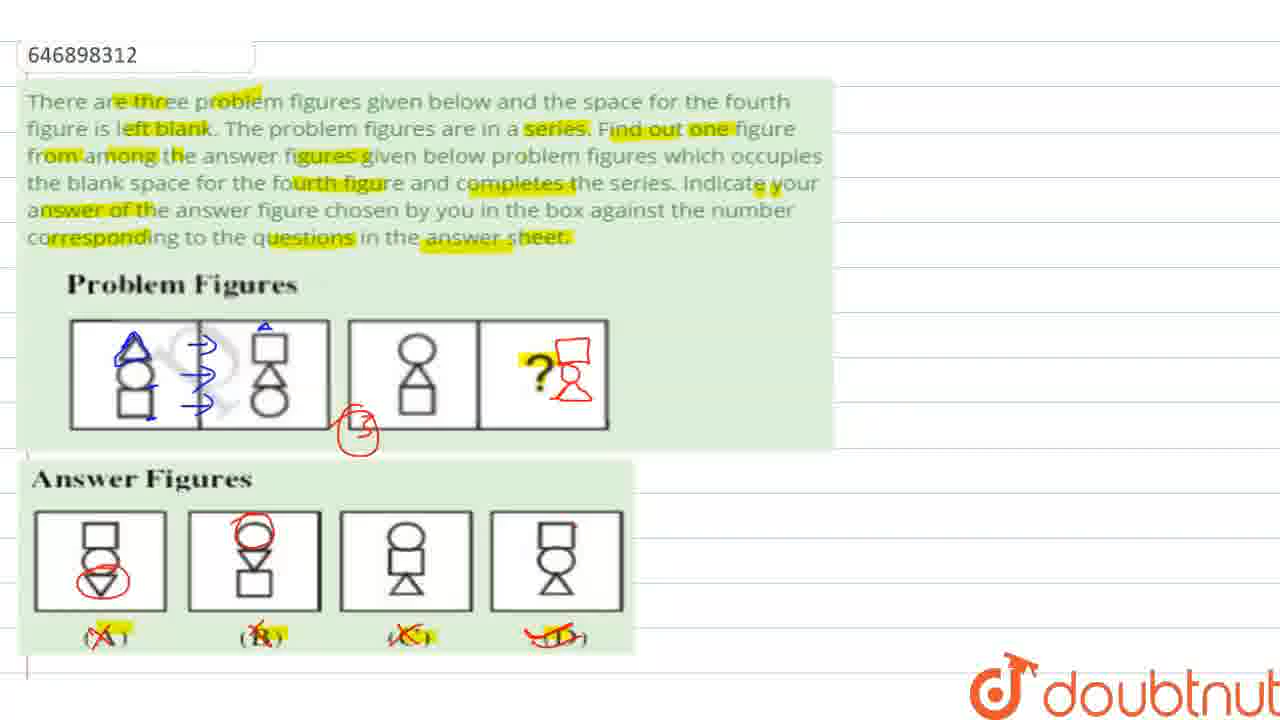 646898312
There are three problem figures given below and the space for the fourth
figure is left blank. The problem figures are in a series. Find out one figure
from among the answer figures given below problem figures which occupies
the blank space for the fourth figure and completes the series. Indicate your
answer of the answer figure chosen by you in the box against the number
corresponding to the questions in the answer sheet.
Problem Figures
?
3
Answer Figures
(A) (B) (C) (D)
doubtnut